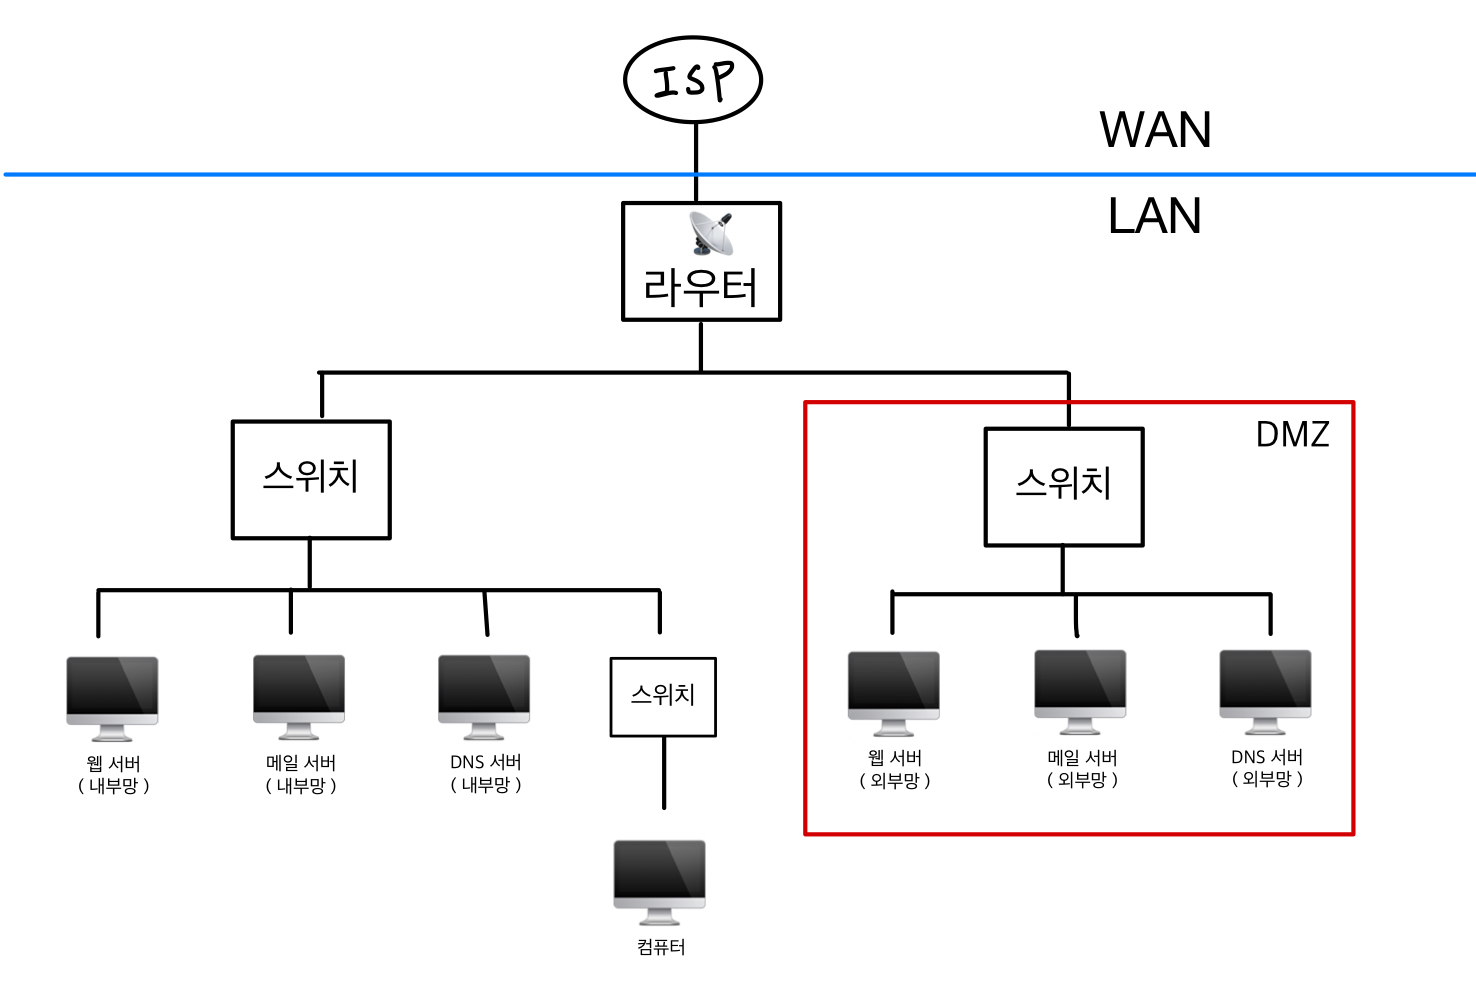 ISP
WAN
LAN
라우터
스위치
DMZ
스위치
웹 서버
( 내부망 )
메일 서버
( 내부망 )
DNS 서버
( 내부망 )
스위치
컴퓨터
웹 서버
( 외부망 )
메일 서버
( 외부망 )
DNS 서버
( 외부망 )